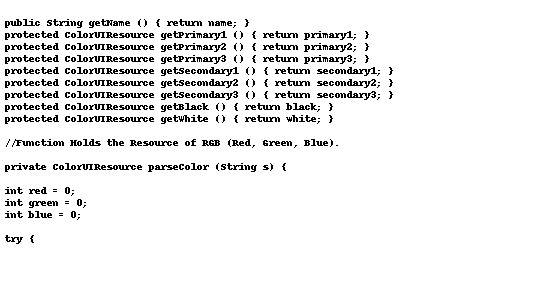 public String getName () { return name; }
protected ColorUIResource getPrimary1 () { return primary1; }
protected ColorUIResource getPrimary2 () { return primary2; }
protected ColorUIResource getPrimary3 () { return primary3; }
protected ColorUIResource getSecondary1 () { return secondary1; }
protected ColorUIResource getSecondary2 () { return secondary2; }
protected ColorUIResource getSecondary3 () { return secondary3; }
protected ColorUIResource getBlack () { return black; }
protected ColorUIResource getWhite () { return white; }
//Function Holds the Resource of RGB (Red, Green, Blue).
private ColorUIResource parseColor (String s) {
int red = 0;
int green = 0;
int blue = 0;
try {